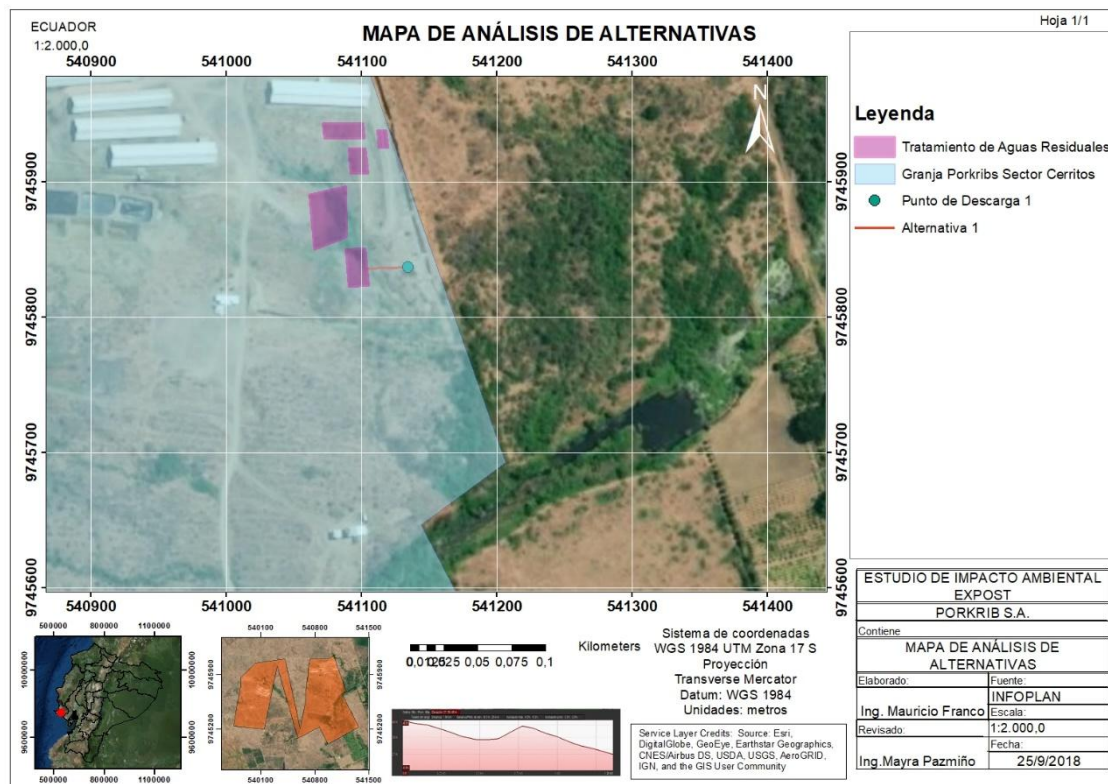 ECUADOR
1:2.000,0
MAPA DE ANÁLISIS DE ALTERNATIVAS
Hoja 1/1
540900 541000 541100 541200 541300 541400
9745900
9745800
9745700
9745600
9745900
9745800
9745700
9745600
540900 541000 541100 541200 541300 541400
N
Leyenda
Tratamiento de Aguas Residuales
Granja Porkribs Sector Cerritos
Punto de Descarga 1
Alternativa 1
500000 800000 1100000
10000000
9600000
10000000
9600000
500000 800000 1100000
540100 540800 541500
9745900
9745200
9745900
9745200
540100 540800 541500
0,05 0,075 0,1
Kilometers
Sistema de coordenadas
WGS 1984 UTM Zona 17 S
Proyección
Transverse Mercator
Datum: WGS 1984
Unidades: metros
Service Layer Credits: Source: Esri,
DigitalGlobe, GeoEye, Earthstar Geographics,
CNES/Airbus DS, USDA, USGS, AeroGRID,
IGN, and the GIS User Community
ESTUDIO DE IMPACTO AMBIENTAL
EXPOST
PORKRIB S.A.
Contiene
MAPA DE ANÁLISIS DE
ALTERNATIVAS
Elaborado:
Ing. Mauricio Franco
Fuente:
INFOPLAN
Escala:
1:2.000,0
Revisado:
Ing.Mayra Pazmiño
Fecha:
25/9/2018